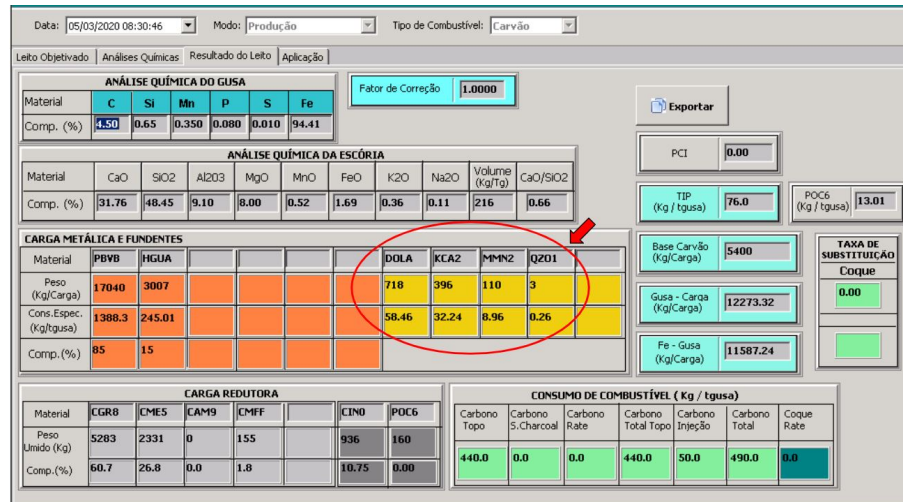 Data: 05/03/2020 08:30:46 Modo: Produção Tipo de Combustível: Carvão
Leito Objetivado Análises Químicas Resultado do Leito Aplicação
ANÁLISE QUÍMICA DO GUSA
Material C Si Mn P S Fe
Comp. (%) 4.50 0.65 0.350 0.080 0.010 94.41
Fator de Correção 1.0000
Exportar
ANÁLISE QUÍMICA DA ESCÓRIA
Material CaO SiO2 Al2O3 MgO MnO FeO K2O Na2O Volume (Kg/Tg) CaO/SiO2
Comp. (%) 31.76 48.45 9.10 8.00 0.52 1.69 0.36 0.11 216 0.66
PCI 0.00
TIP (Kg / tgusa) 76.0
POC6 (Kg / tgusa) 13.01
CARGA METÁLICA E FUNDENTES
Material PBVB HGUA DOLA KCA2 MMN2 QZO1
Peso (Kg/Carga) 17040 3007 718 396 110 3
Cons.Espec. (Kg/tgusa) 1388.3 245.01 58.46 32.24 8.96 0.26
Comp.(%) 85 15
Base Carvão (Kg/Carga) 5400
Gusa - Carga (Kg/Carga) 12273.32
Fe - Gusa (Kg/Carga) 11587.24
TAXA DE SUBSTITUIÇÃO
Coque
0.00
CARGA REDUTORA
Material CGR8 CME5 CAM9 CMFF CIN0 POC6
Peso Umido (Kg) 5283 2331 0 155 936 160
Comp.(%) 60.7 26.8 0.0 1.8 10.75 0.00
CONSUMO DE COMBUSTÍVEL ( Kg / tgusa)
Carbono Topo Carbono S.Charcoal Carbono Rate Carbono Total Topo Carbono Injeção Carbono Total Coque Rate
440.0 0.0 0.0 440.0 50.0 490.0 0.0